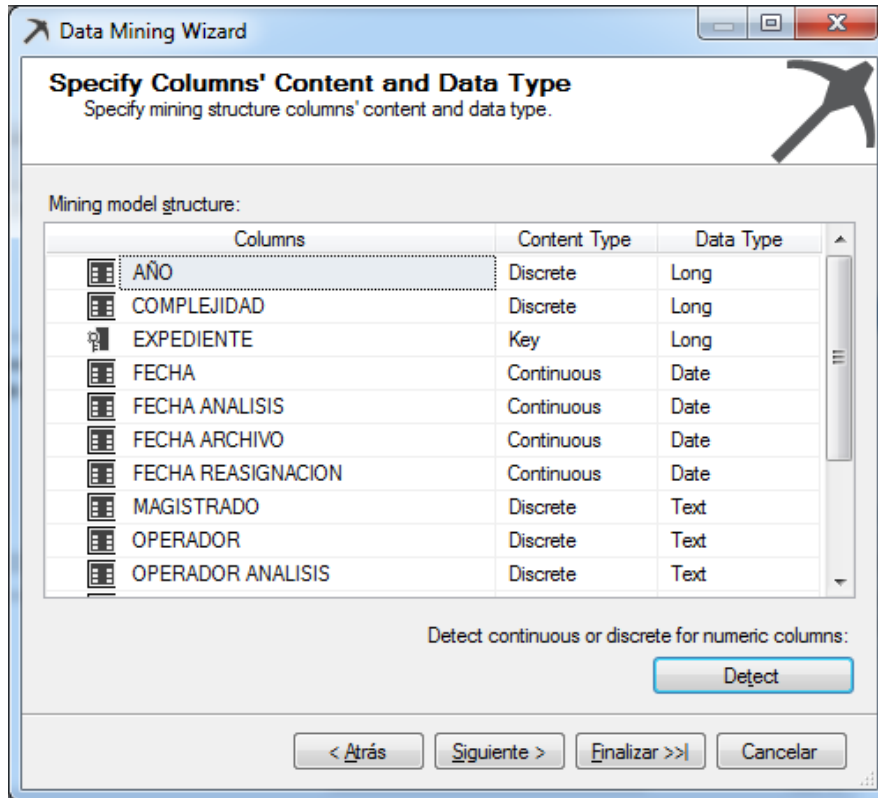 Data Mining Wizard
Specify Columns' Content and Data Type
Specify mining structure columns' content and data type.
Mining model structure:
Columns Content Type Data Type
AÑO Discrete Long
COMPLEJIDAD Discrete Long
EXPEDIENTE Key Long
FECHA Continuous Date
FECHA ANALISIS Continuous Date
FECHA ARCHIVO Continuous Date
FECHA REASIGNACION Continuous Date
MAGISTRADO Discrete Text
OPERADOR Discrete Text
OPERADOR ANALISIS Discrete Text
Detect continuous or discrete for numeric columns:
Detect
< Atrás Siguiente > Finalizar >>| Cancelar